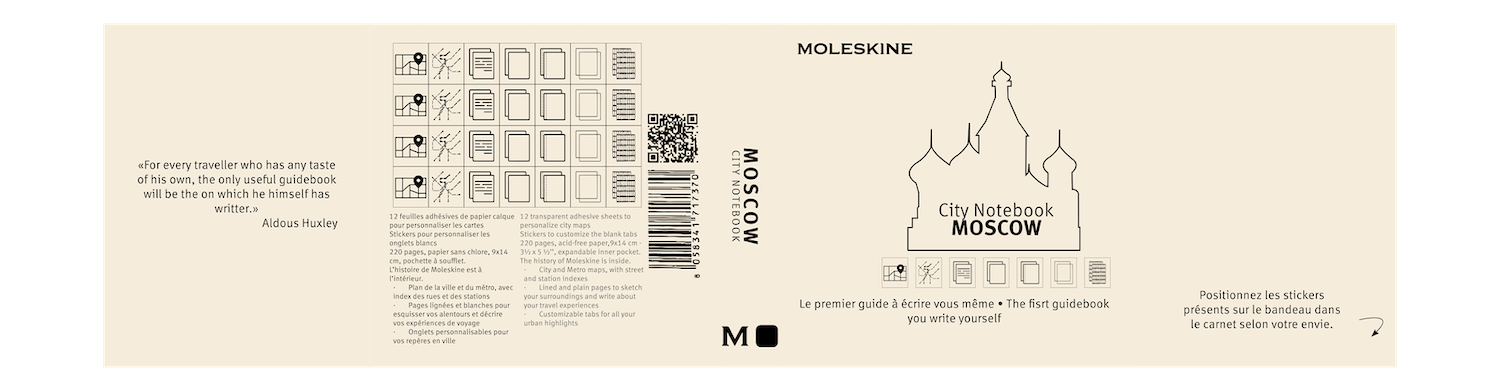 «For every traveller who has any taste
of his own, the only useful guidebook
will be the on which he himself has
writter.»
Aldous Huxley
12 feuilles adhésives de papier calque
pour personnaliser les cartes
Stickers pour personnaliser les
onglets blancs
220 pages, papier sans chlore, 9x14
cm, pochette à soufflet.
L'histoire de Moleskine est à
l'intérieur.
- Plan de la ville et du métro, avec
index des rues et des stations
- Pages lignées et blanches pour
esquisser vos alentours et décrire
vos expériences de voyage
- Onglets personnalisables pour
vos repères en ville
12 transparent adhesive sheets to
personalize city maps
Stickers to customize the blank tabs
220 pages, acid-free paper,9x14 cm -
3½ x 5 ½", expandable inner pocket.
The history of Moleskine is inside.
- City and Metro maps, with street
and station indexes
- Lined and plain pages to sketch
your surroundings and write about
your travel experiences
- Customizable tabs for all your
urban highlights
8 058341 717370
MOSCOW
CITY NOTEBOOK
M
MOLESKINE
City Notebook
MOSCOW
Le premier guide à écrire vous même • The fisrt guidebook
you write yourself
Positionnez les stickers
présents sur le bandeau dans
le carnet selon votre envie.